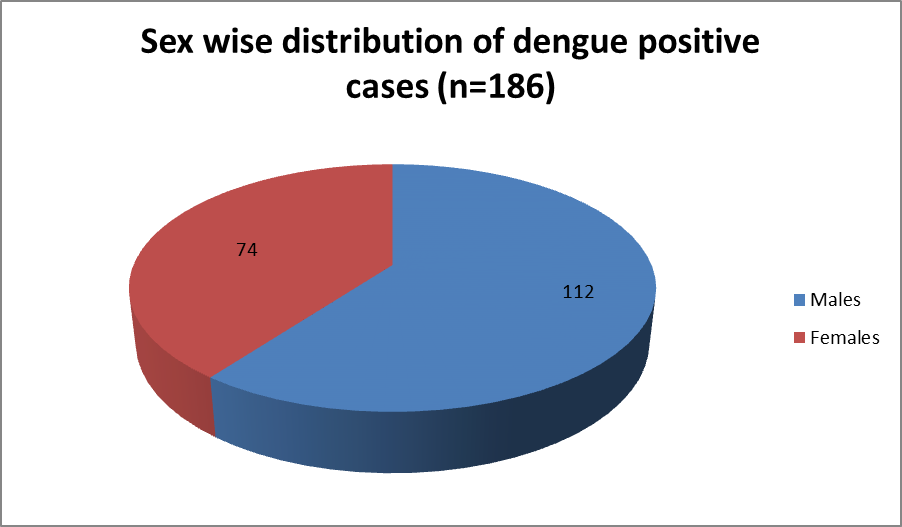 Sex wise distribution of dengue positive
cases (n=186)
74
112
Males
Females